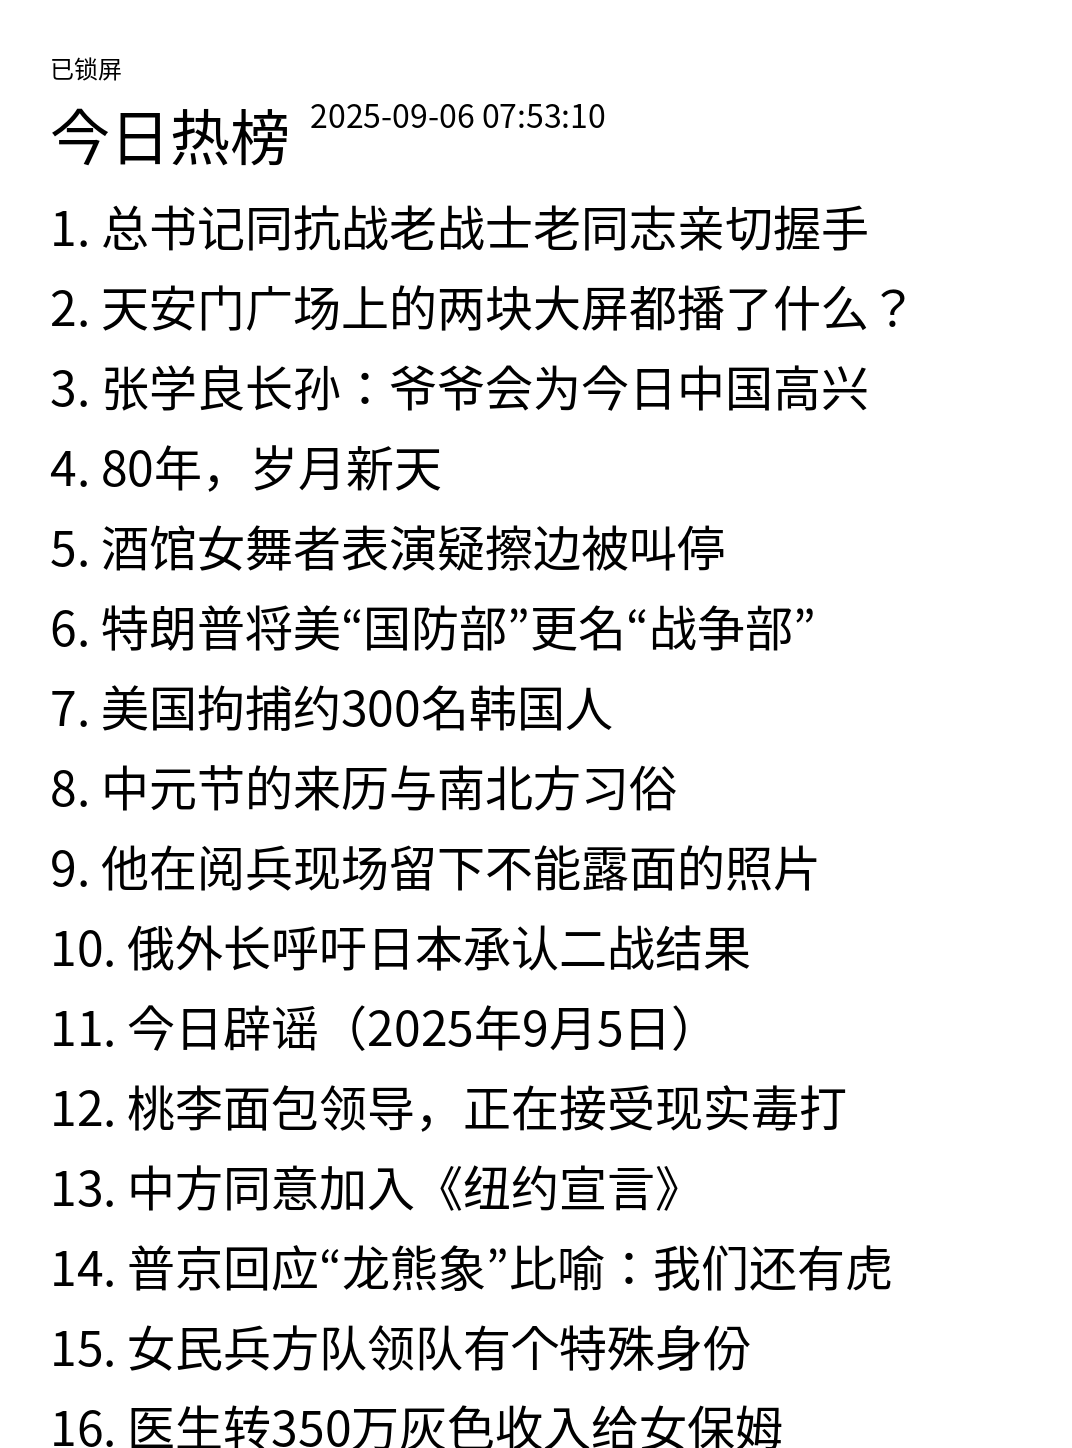 已锁屏
今日热榜 2025-09-06 07:53:10
1. 总书记同抗战老战士老同志亲切握手
2. 天安门广场上的两块大屏都播了什么？
3. 张学良长孙：爷爷会为今日中国高兴
4. 80年，岁月新天
5. 酒馆女舞者表演疑擦边被叫停
6. 特朗普将美“国防部”更名“战争部”
7. 美国拘捕约300名韩国人
8. 中元节的来历与南北方习俗
9. 他在阅兵现场留下不能露面的照片
10. 俄外长呼吁日本承认二战结果
11. 今日辟谣（2025年9月5日）
12. 桃李面包领导，正在接受现实毒打
13. 中方同意加入《纽约宣言》
14. 普京回应“龙熊象”比喻：我们还有虎
15. 女民兵方队领队有个特殊身份
16. 医生转350万灰色收入给女保姆